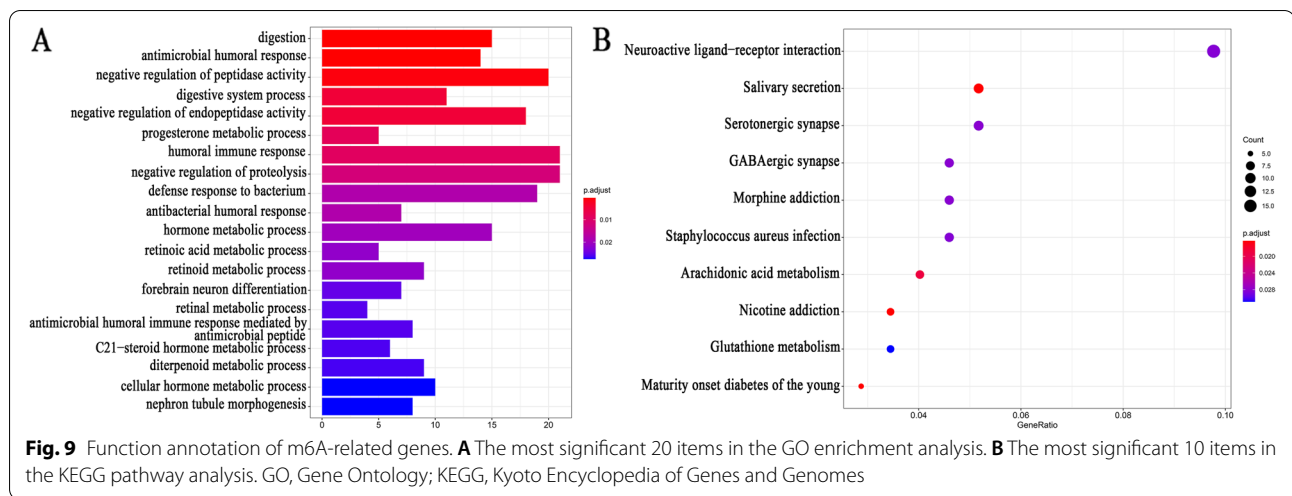 A
digestion
antimicrobial humoral response
negative regulation of peptidase activity
digestive system process
negative regulation of endopeptidase activity
progesterone metabolic process
humoral immune response
negative regulation of proteolysis
defense response to bacterium
antibacterial humoral response
hormone metabolic process
retinoic acid metabolic process
retinoid metabolic process
forebrain neuron differentiation
retinal metabolic process
antimicrobial humoral immune response mediated by
antimicrobial peptide
C21−steroid hormone metabolic process
diterpenoid metabolic process
cellular hormone metabolic process
nephron tubule morphogenesis
0 5 10 15 20
p.adjust
0.01
0.02
B
Neuroactive ligand−receptor interaction
Salivary secretion
Serotonergic synapse
GABAergic synapse
Morphine addiction
Staphylococcus aureus infection
Arachidonic acid metabolism
Nicotine addiction
Glutathione metabolism
Maturity onset diabetes of the young
0.04 0.06 0.08 0.10
GeneRatio
Count
5.0
7.5
10.0
12.5
15.0
p.adjust
0.020
0.024
0.028
Fig. 9 Function annotation of m6A-related genes. A The most significant 20 items in the GO enrichment analysis. B The most significant 10 items in
the KEGG pathway analysis. GO, Gene Ontology; KEGG, Kyoto Encyclopedia of Genes and Genomes